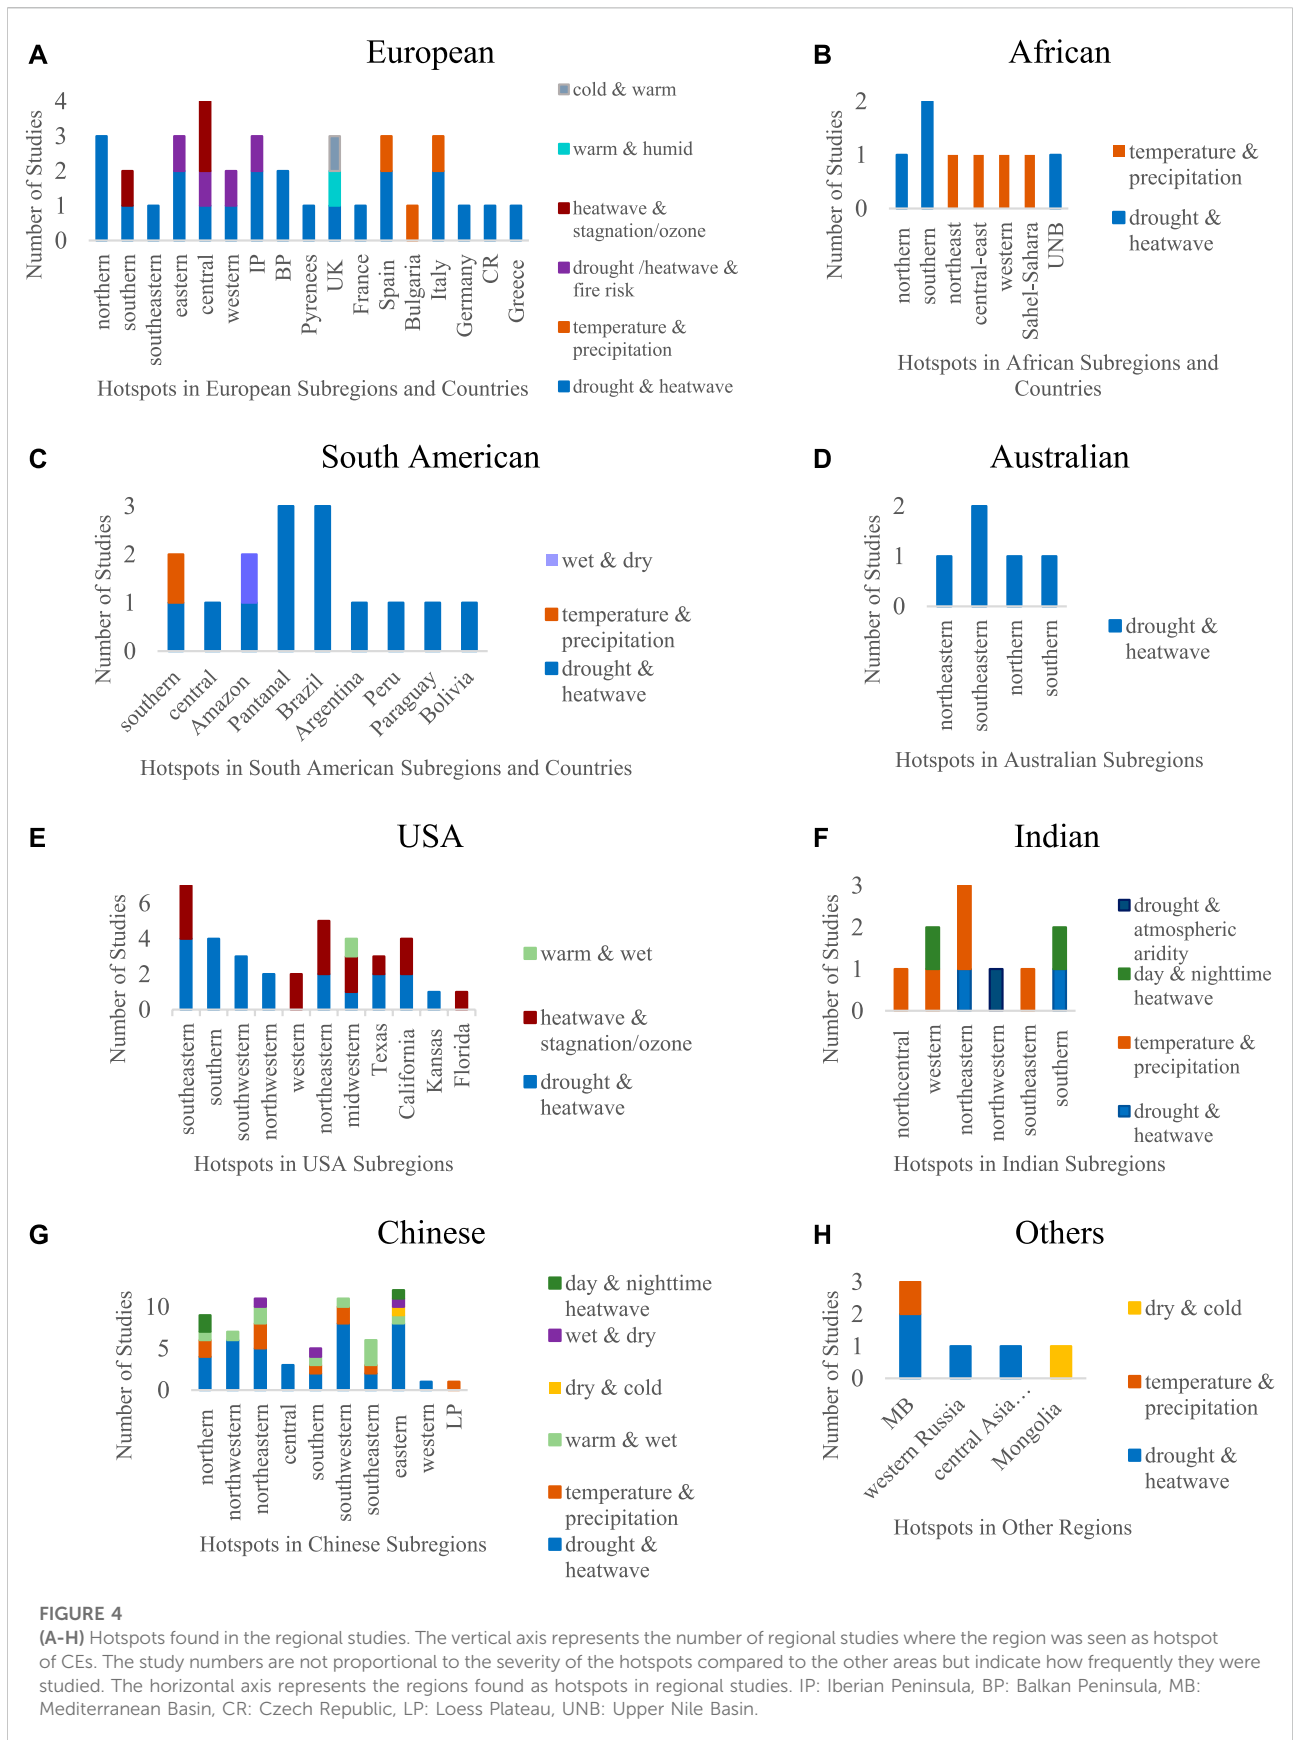 A
European
Number of Studies
4
3
2
1
0
northern
southern
southeastern
eastern
central
western
IP
BP
Pyrenees
UK
France
Spain
Bulgaria
Italy
Germany
CR
Greece
Hotspots in European Subregions and Countries
cold & warm
warm & humid
heatwave &
stagnation/ozone
drought /heatwave &
fire risk
temperature &
precipitation
drought & heatwave
B
African
Number of Studies
2
1
0
northern
southern
northeast
central-east
western
Sahel-Sahara
UNB
Hotspots in African Subregions and
Countries
temperature &
precipitation
drought &
heatwave
C
South American
Number of Studies
3
2
1
0
southern
central
Amazon
Pantanal
Brazil
Argentina
Peru
Paraguay
Bolivia
Hotspots in South American Subregions and Countries
wet & dry
temperature &
precipitation
drought &
heatwave
D
Australian
Number of Studies
2
1
0
northeastern
southeastern
northern
southern
Hotspots in Australian Subregions
drought &
heatwave
E
USA
Number of Studies
6
4
2
0
southeastern
southern
southwestern
northwestern
western
northeastern
midwestern
Texas
California
Kansas
Florida
Hotspots in USA Subregions
warm & wet
heatwave &
stagnation/ozone
drought &
heatwave
F
Indian
Number of Studies
3
2
1
0
northcentral
western
northeastern
northwestern
southeastern
southern
Hotspots in Indian Subregions
drought &
atmospheric
aridity
day & nighttime
heatwave
temperature &
precipitation
drought &
heatwave
G
Chinese
Number of Studies
10
5
0
northern
northwestern
northeastern
central
southern
southwestern
southeastern
eastern
western
LP
Hotspots in Chinese Subregions
day & nighttime
heatwave
wet & dry
dry & cold
warm & wet
temperature &
precipitation
drought &
heatwave
H
Others
Number of Studies
3
2
1
0
MB
western Russia
central Asia…
Mongolia
Hotspots in Other Regions
dry & cold
temperature &
precipitation
drought &
heatwave
FIGURE 4
(A-H) Hotspots found in the regional studies. The vertical axis represents the number of regional studies where the region was seen as hotspot
of CEs. The study numbers are not proportional to the severity of the hotspots compared to the other areas but indicate how frequently they were
studied. The horizontal axis represents the regions found as hotspots in regional studies. IP: Iberian Peninsula, BP: Balkan Peninsula, MB:
Mediterranean Basin, CR: Czech Republic, LP: Loess Plateau, UNB: Upper Nile Basin.